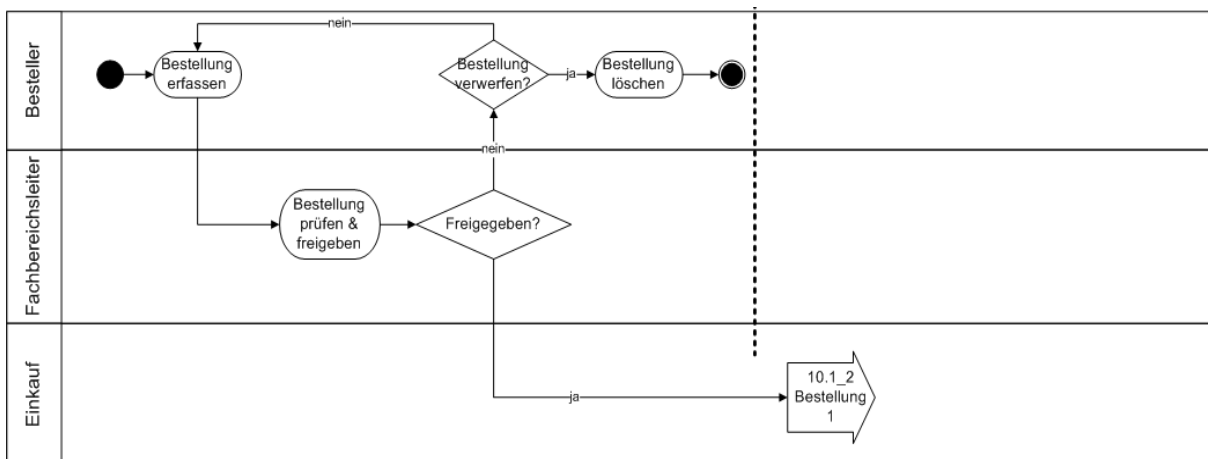 Besteller
nein
Bestellung
erfassen
Bestellung
verwerfen?
ja
Bestellung
löschen
nein
Fachbereichsleiter
Bestellung
prüfen &
freigeben
Freigegeben?
Einkauf
ja
10.1_2
Bestellung
1